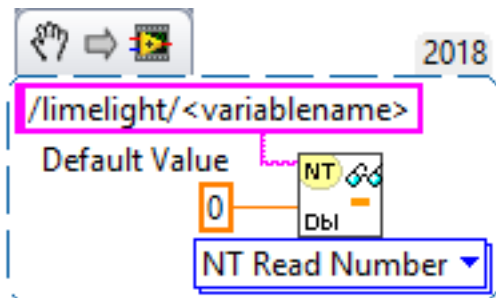 2018
/limelight/<variablename>
Default Value
NT
0
Dbl
NT Read Number